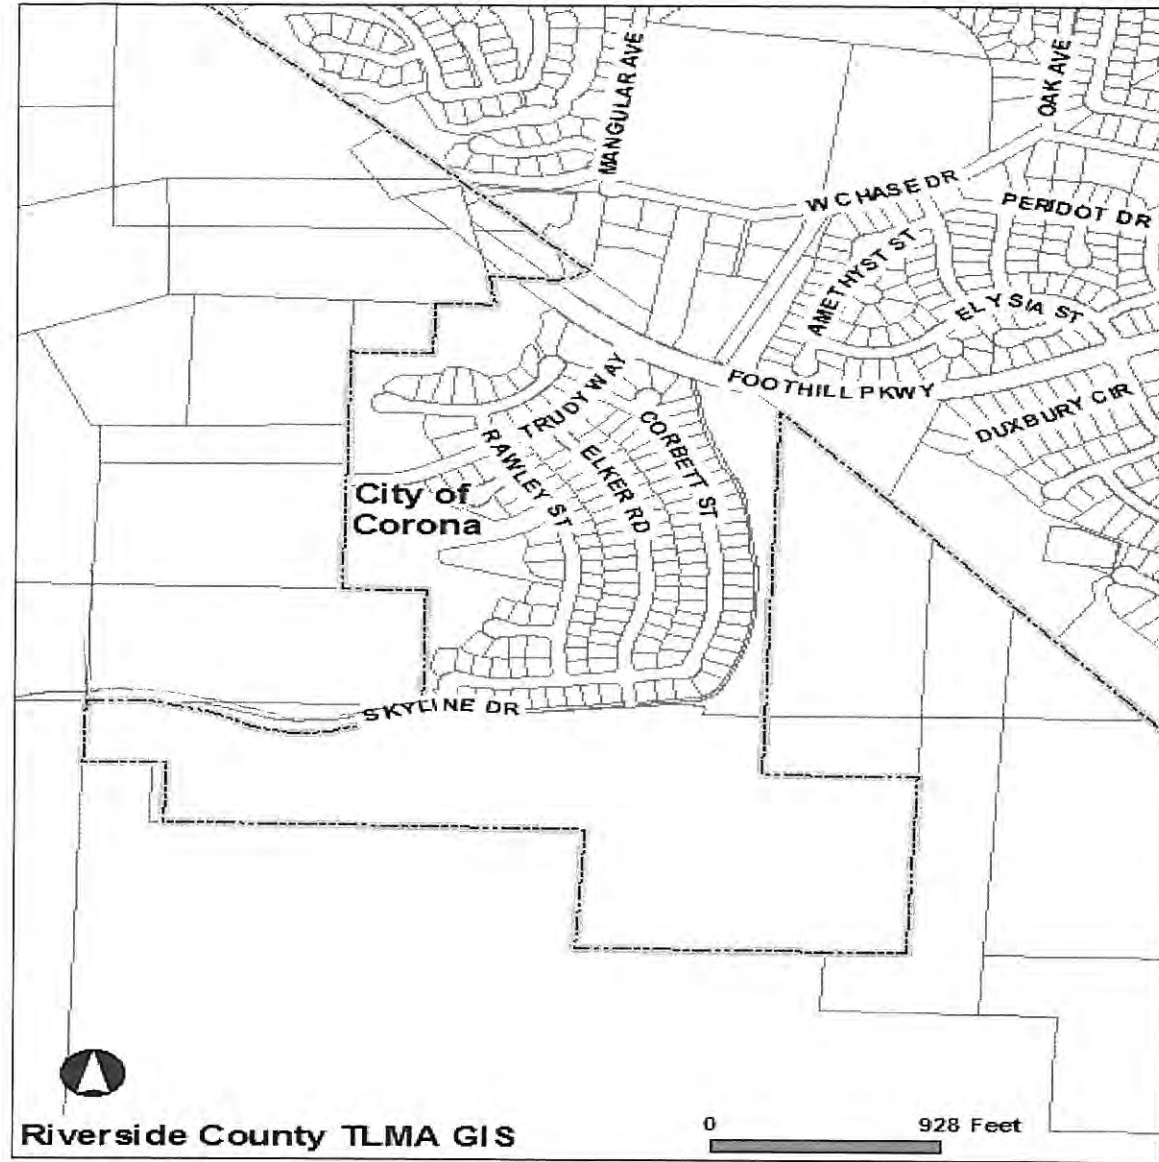 MANGULAR AVE
OAK AVE
W CHASE DR
PERIDOT DR
AMETHYST ST
ELYSIA ST
FOOTHILL PKWY
DUXBURY CIR
TRUDY WAY
CORBETT ST
RAWLEY ST
ELKER RD
City of
Corona
SKYLINE DR
0 928 Feet
Riverside County TLMA GIS